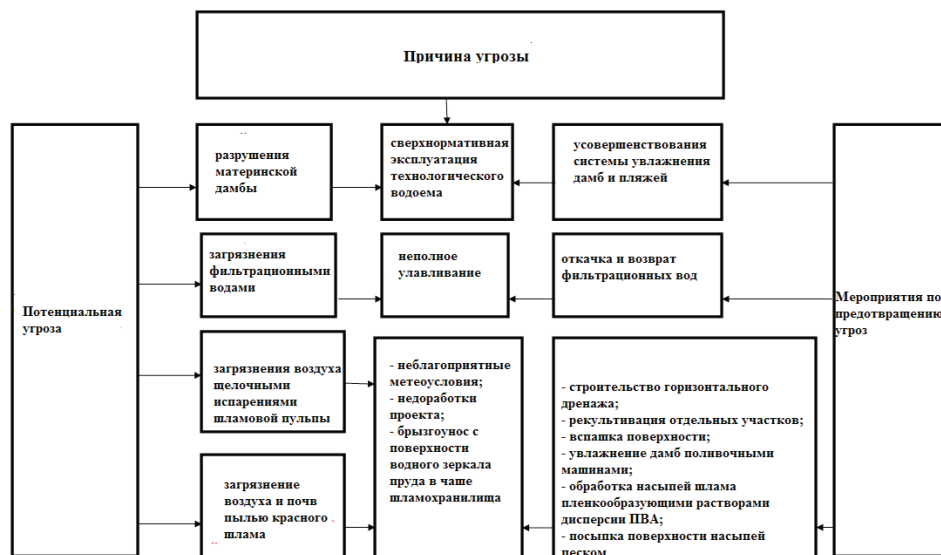 Причина угрозы
Потенциальная
угроза
разрушения
материнской
дамбы
сверхнормативная
эксплуатация
технологического
водоема
усовершенствования
системы увлажнения
дамб и пляжей
загрязнения
фильтрационными
водами
неполное
улавливание
откачка и возврат
фильтрационных вод
Мероприятия по
предотвращению
угроз
загрязнения воздуха
щелочными
испарениями
шламовой пульпы
- неблагоприятные
метеоусловия;
- недоработки
проекта;
- брызгоунос с
поверхности
водного зеркала
пруда в чаше
шламохранилища
- строительство горизонтального
дренажа;
- рекультивация отдельных участков;
- вспашка поверхности;
- увлажнение дамб поливочными
машинами;
- обработка насыпей шлама
пленкообразующими растворами
дисперсии ПВА;
- посыпка поверхности насыпей
песком
загрязнение
воздуха и почв
пылью красного
шлама